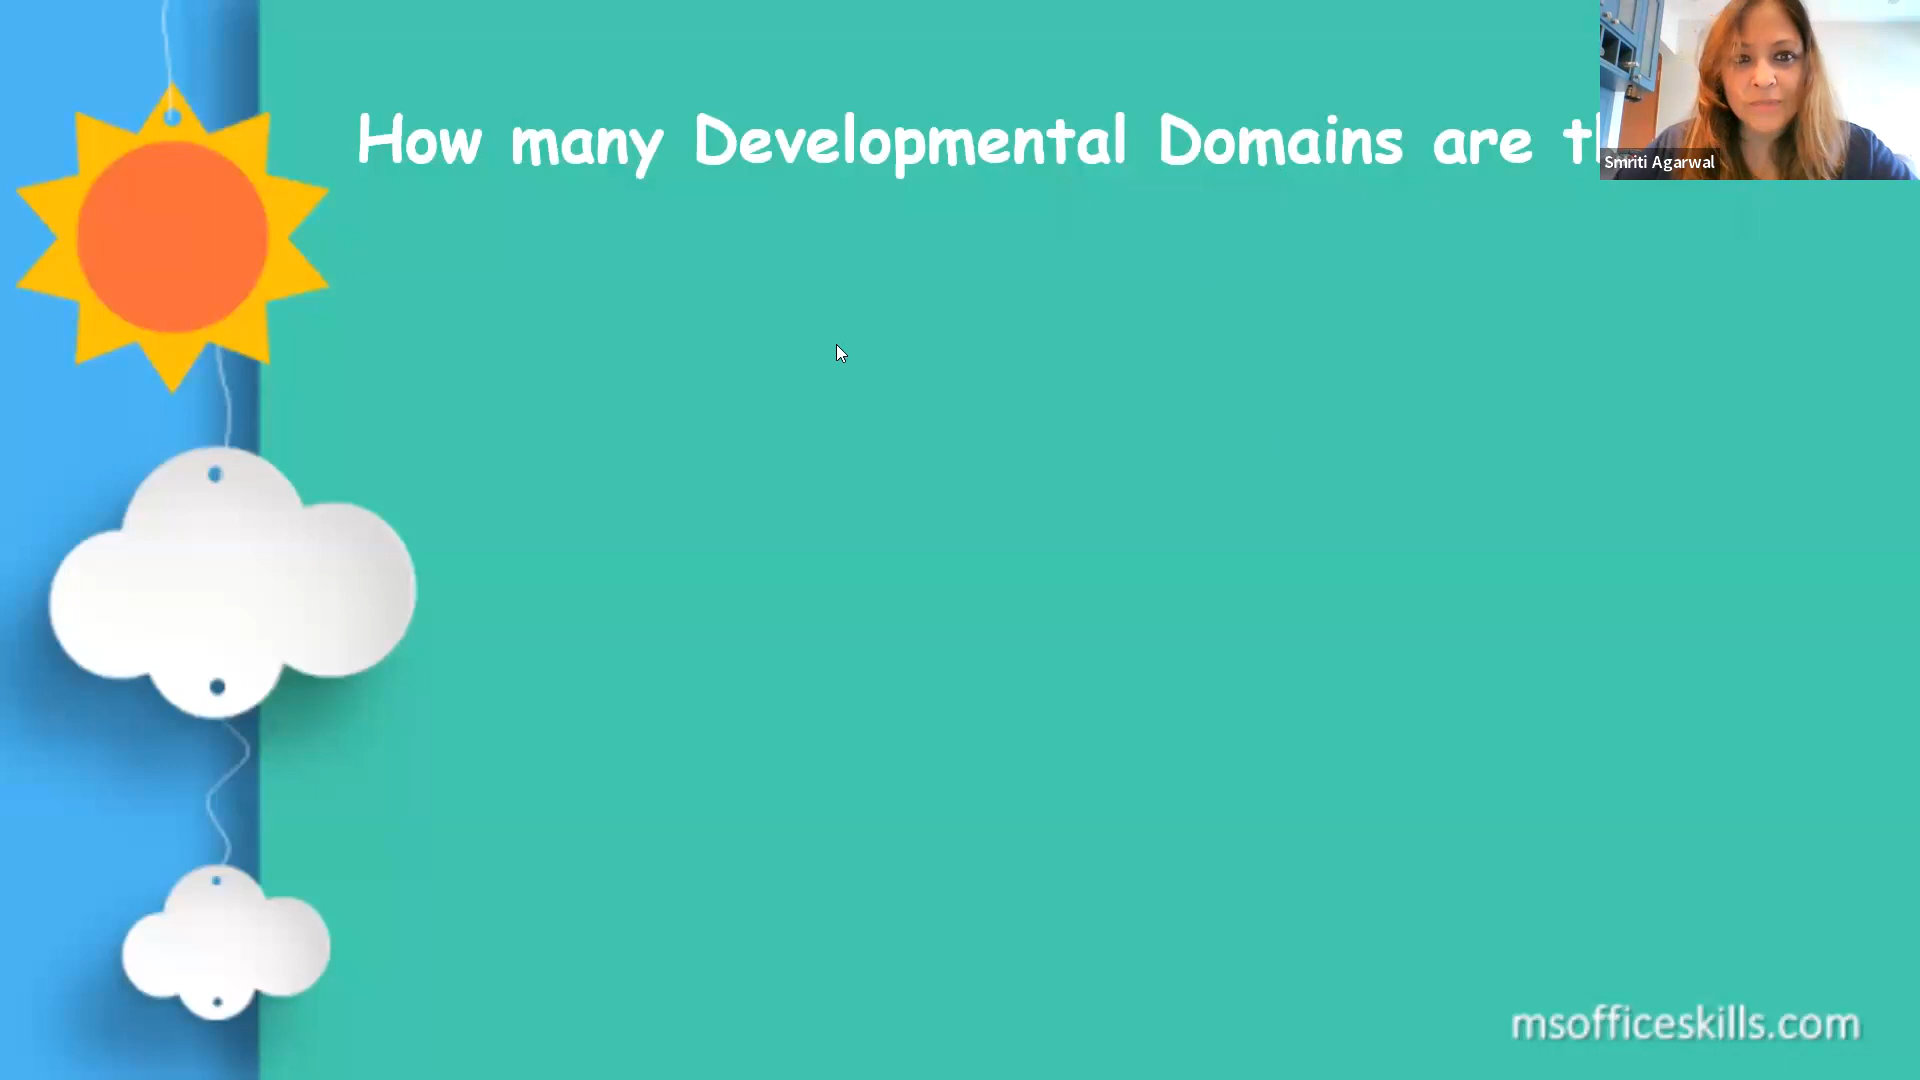 How many Developmental Domains are
Smriti Agarwal
msofficeskills.com